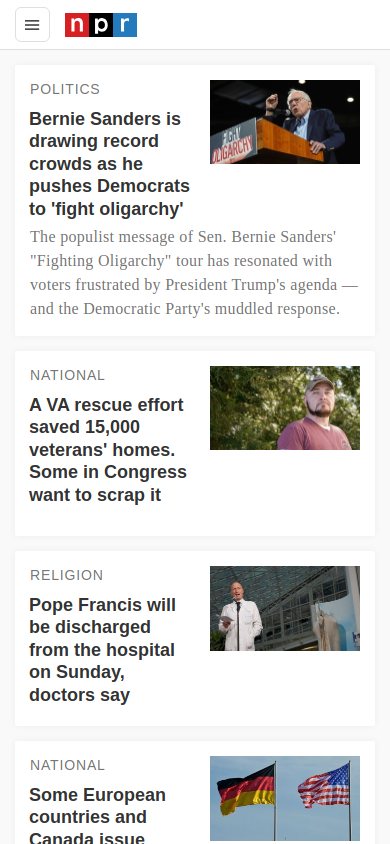 npr
POLITICS
Bernie Sanders is
drawing record
crowds as he
pushes Democrats
to 'fight oligarchy'
FIGHT
OLIGARCHY
The populist message of Sen. Bernie Sanders'
"Fighting Oligarchy" tour has resonated with
voters frustrated by President Trump's agenda —
and the Democratic Party's muddled response.
NATIONAL
A VA rescue effort
saved 15,000
veterans' homes.
Some in Congress
want to scrap it
RELIGION
Pope Francis will
be discharged
from the hospital
on Sunday,
doctors say
NATIONAL
Some European
countries and
Canada issue